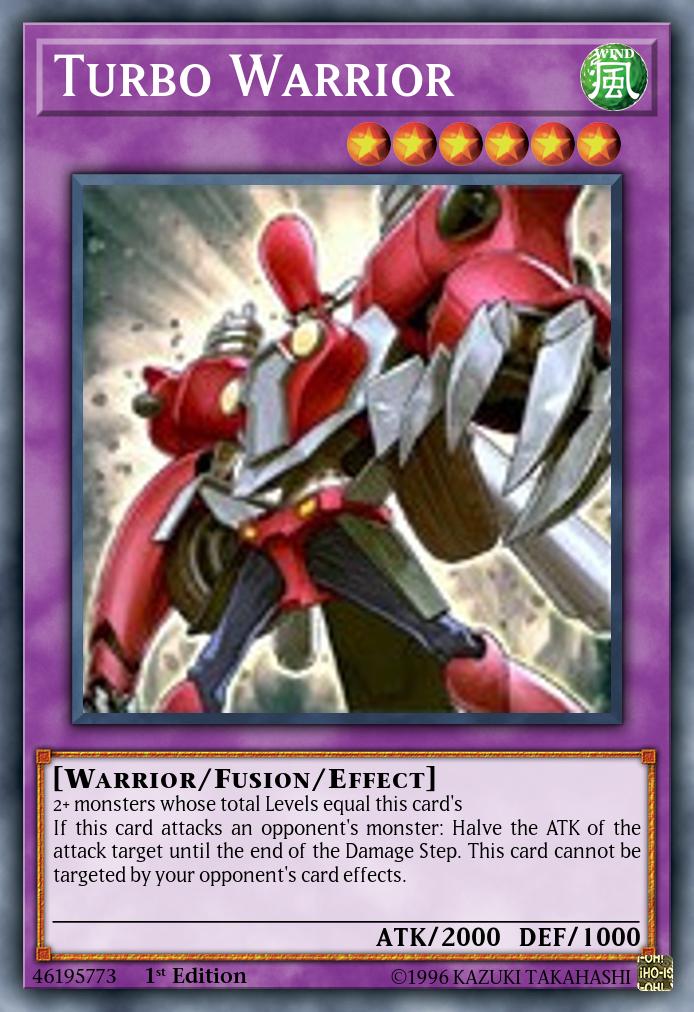 Turbo Warrior
WIND
風
[Warrior/Fusion/Effect]
2+ monsters whose total Levels equal this card's
If this card attacks an opponent's monster: Halve the ATK of the
attack target until the end of the Damage Step. This card cannot be
targeted by your opponent's card effects.
ATK/2000 DEF/1000
46195773 1st Edition ©1996 KAZUKI TAKAHASHI